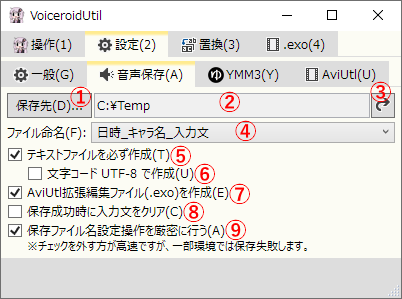 VoiceroidUtil
操作(1) 設定(2) 置換(3) .exo(4)
一般(G) 音声保存(A) YMM3(Y) AviUtl(U)
保存先(D)... ① C:¥Temp ② ③
ファイル命名(F): 日時_キャラ名_入力文 ④
テキストファイルを必ず作成(T) ⑤
文字コード UTF-8 で作成(U) ⑥
AviUtl拡張編集ファイル(.exo)を作成(E) ⑦
保存成功時に入力文をクリア(C) ⑧
保存ファイル名設定操作を厳密に行う(A) ⑨
※チェックを外す方が高速ですが、一部環境では保存失敗します。